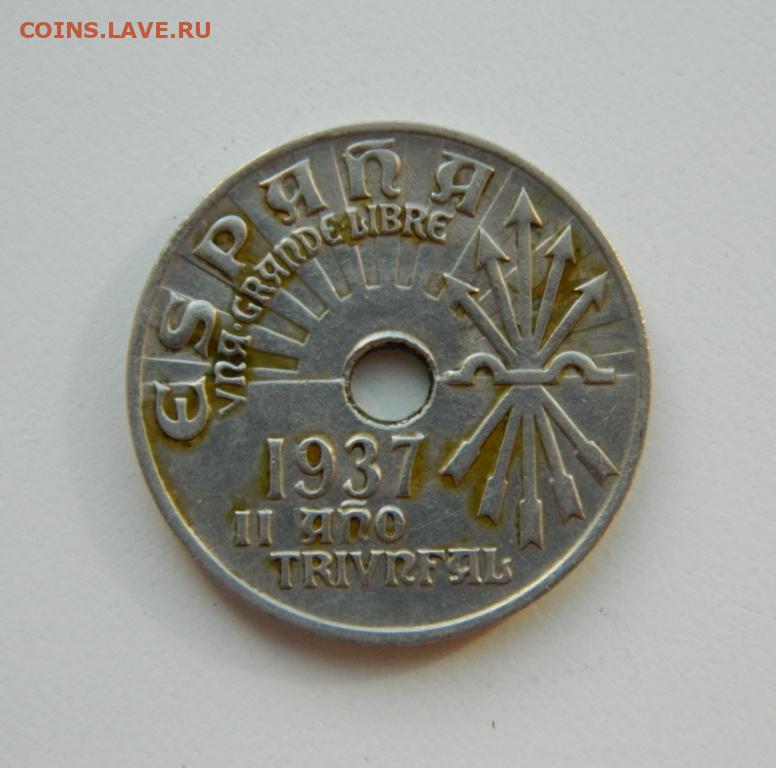 COINS.LAVE.RU
ESPAÑA
VNA·GRANDE·LIBRE
1937
II AÑO
TRIVNFAL